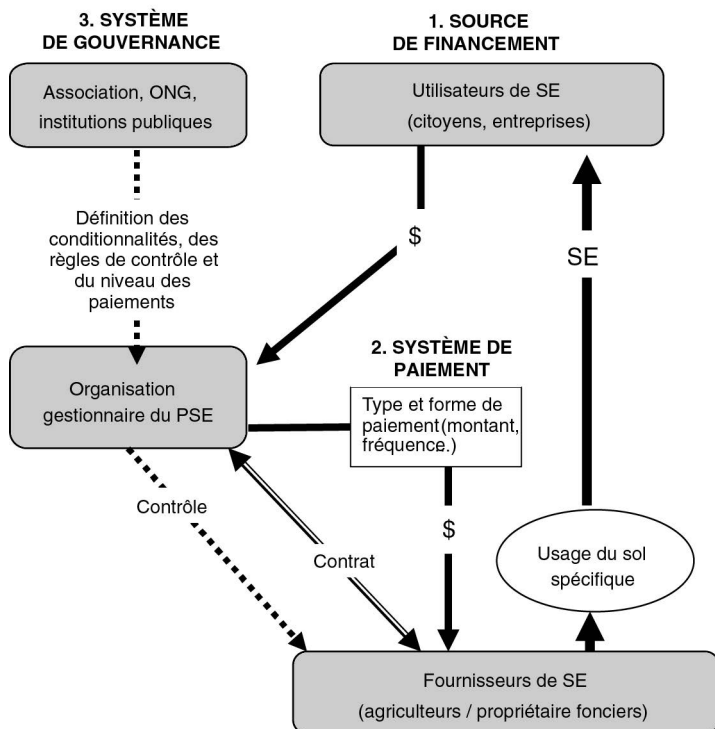 3. SYSTÈME
DE GOUVERNANCE
1. SOURCE
DE FINANCEMENT
Association, ONG,
institutions publiques
Utilisateurs de SE
(citoyens, entreprises)
Définition des
conditionnalités, des
règles de contrôle et
du niveau des
paiements
$
SE
2. SYSTÈME DE
PAIEMENT
Organisation
gestionnaire du PSE
Type et forme de
paiement(montant,
fréquence.)
Contrôle
Contrat
$
Usage du sol
spécifique
Fournisseurs de SE
(agriculteurs / propriétaire fonciers)